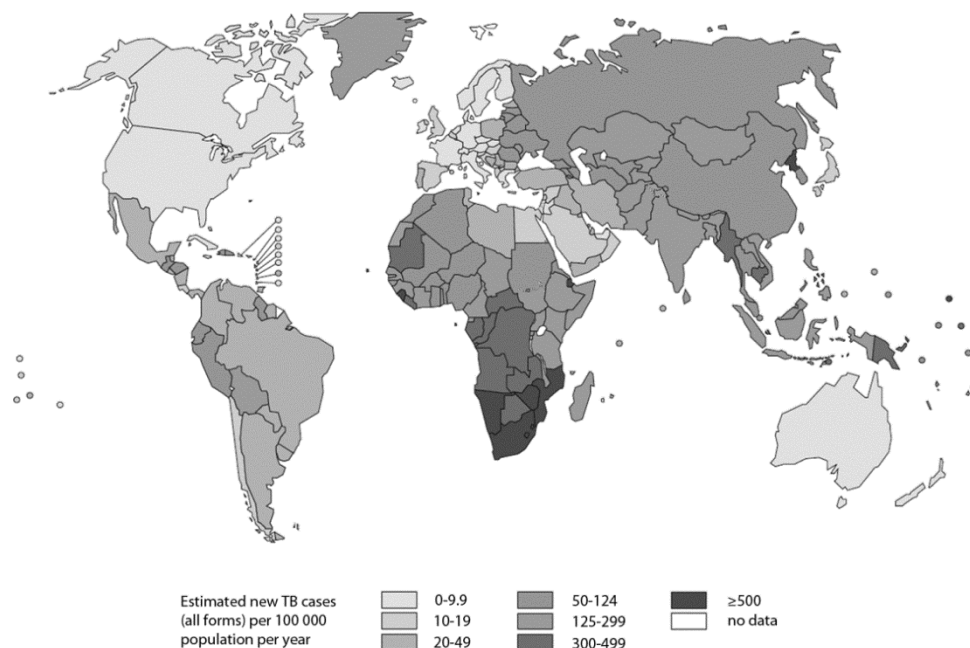 Estimated new TB cases
(all forms) per 100 000
population per year
0-9.9
10-19
20-49
50-124
125-299
300-499
≥500
no data